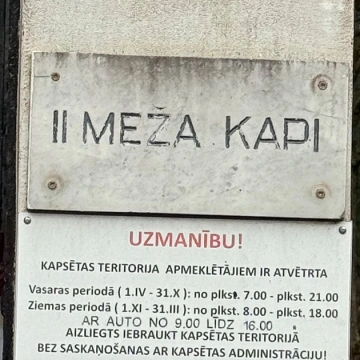 II MEŽA KAPI
UZMANĪBU!
KAPSĒTAS TERITORIJA APMEKLĒTĀJIEM IR ATVĒTRTA
Vasaras periodā ( 1.IV - 31.X ): no plkst. 7.00 - plkst. 21.00
Ziemas periodā ( 1.XI - 31.III ): no plkst. 8.00 - plkst. 18.00
AR AUTO NO 9.00 LĪDZ 16.00
AIZLIEGTS IEBRAUKT KAPSĒTAS TERITORIJĀ
BEZ SASKAŅOŠANAS AR KAPSĒTAS ADMINISTRĀCIJU!